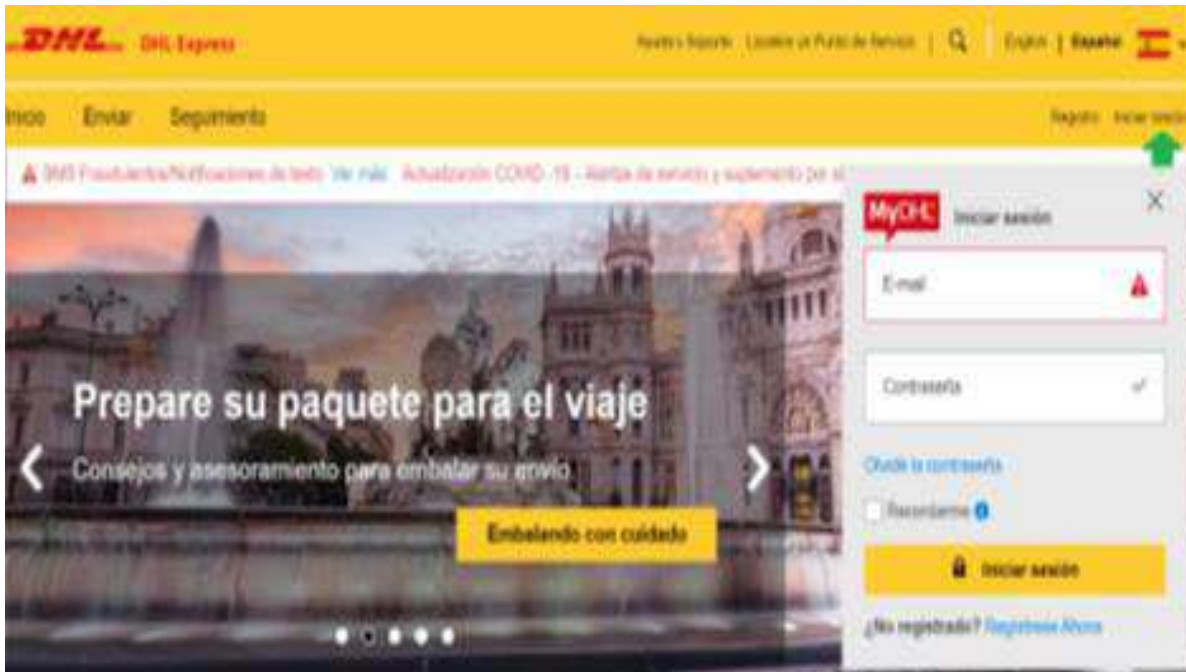 DHL DHL Express
Ayuda y Soporte Localice un Punto de Servicio | English | Español
Inicio Enviar Seguimiento
Registro Iniciar sesión
SMS Fraudulentos/Notificaciones de texto Ver más Actualización COVID -19 - Alertas de servicio y suplemento por
MyDHL Iniciar sesión
E-mail
Contraseña
Prepare su paquete para el viaje
Consejos y asesoramiento para embalar su envío.
Olvidé la contraseña
Recordarme
Embalando con cuidado
Iniciar sesión
¿No registrado? Regístrese Ahora